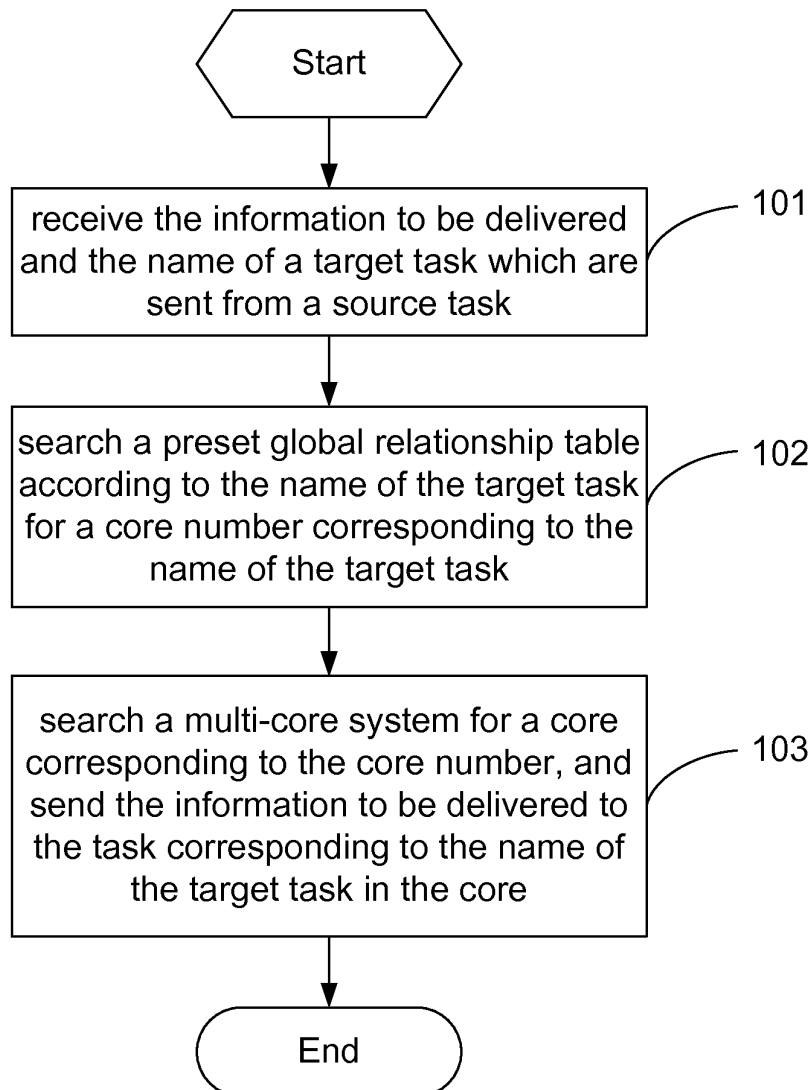 Start
receive the information to be delivered
and the name of a target task which are
sent from a source task
101
search a preset global relationship table
according to the name of the target task
for a core number corresponding to the
name of the target task
102
search a multi-core system for a core
corresponding to the core number, and
send the information to be delivered to
the task corresponding to the name of
the target task in the core
103
End